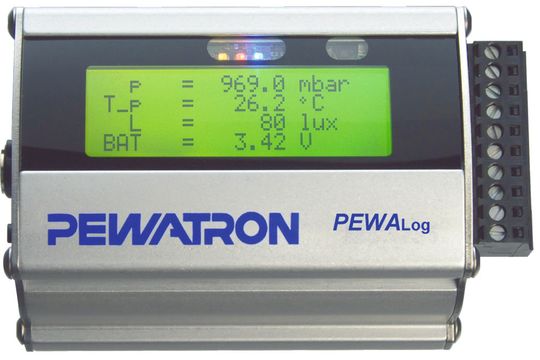 p = 969.0 mbar
T_p = 26.2 °C
L = 80 lux
BAT = 3.42 V
PEWATRON PEWALog